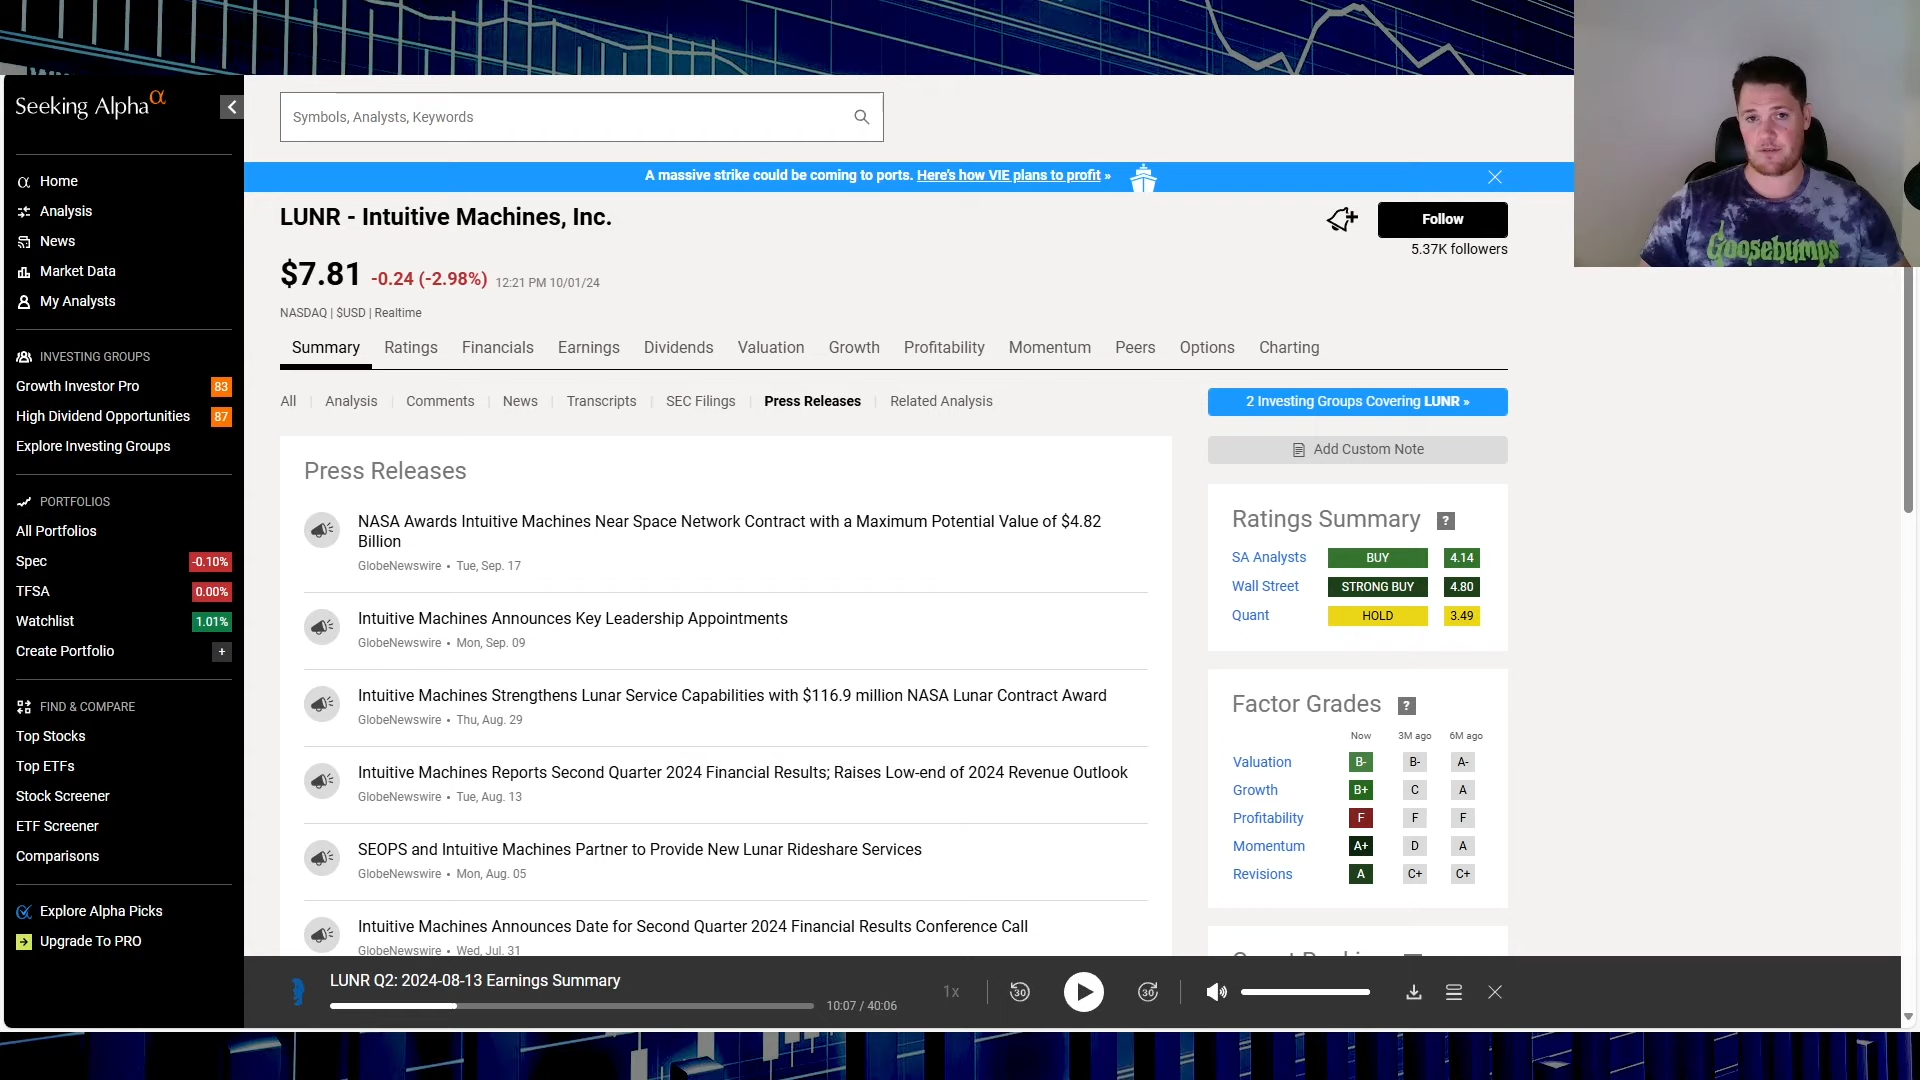 Seeking Alpha α
Symbols, Analysts, Keywords
Home
Analysis
News
Market Data
My Analysts
INVESTING GROUPS
Growth Investor Pro 83
High Dividend Opportunities 87
Explore Investing Groups
PORTFOLIOS
All Portfolios
Spec -0.10%
TFSA 0.00%
Watchlist 1.01%
Create Portfolio +
FIND & COMPARE
Top Stocks
Top ETFs
Stock Screener
ETF Screener
Comparisons
Explore Alpha Picks
Upgrade To PRO
A massive strike could be coming to ports. Here's how VIE plans to profit »
LUNR - Intuitive Machines, Inc.
Follow
5.37K followers
$7.81 -0.24 (-2.98%) 12:21 PM 10/01/24
NASDAQ | $USD | Realtime
Summary Ratings Financials Earnings Dividends Valuation Growth Profitability Momentum Peers Options Charting
All | Analysis | Comments | News | Transcripts | SEC Filings | Press Releases | Related Analysis
Press Releases
NASA Awards Intuitive Machines Near Space Network Contract with a Maximum Potential Value of $4.82
Billion
GlobeNewswire • Tue, Sep. 17
Intuitive Machines Announces Key Leadership Appointments
GlobeNewswire • Mon, Sep. 09
Intuitive Machines Strengthens Lunar Service Capabilities with $116.9 million NASA Lunar Contract Award
GlobeNewswire • Thu, Aug. 29
Intuitive Machines Reports Second Quarter 2024 Financial Results; Raises Low-end of 2024 Revenue Outlook
GlobeNewswire • Tue, Aug. 13
SEOPS and Intuitive Machines Partner to Provide New Lunar Rideshare Services
GlobeNewswire • Mon, Aug. 05
Intuitive Machines Announces Date for Second Quarter 2024 Financial Results Conference Call
GlobeNewswire • Wed, Jul. 31
2 Investing Groups Covering LUNR »
Add Custom Note
Ratings Summary ?
SA Analysts BUY 4.14
Wall Street STRONG BUY 4.80
Quant HOLD 3.49
Factor Grades ?
Now 3M ago 6M ago
Valuation B- B- A-
Growth B+ C A
Profitability F F F
Momentum A+ D A
Revisions A C+ C+
LUNR Q2: 2024-08-13 Earnings Summary
10:07 / 40:06
1x
30
30
Goosebumps